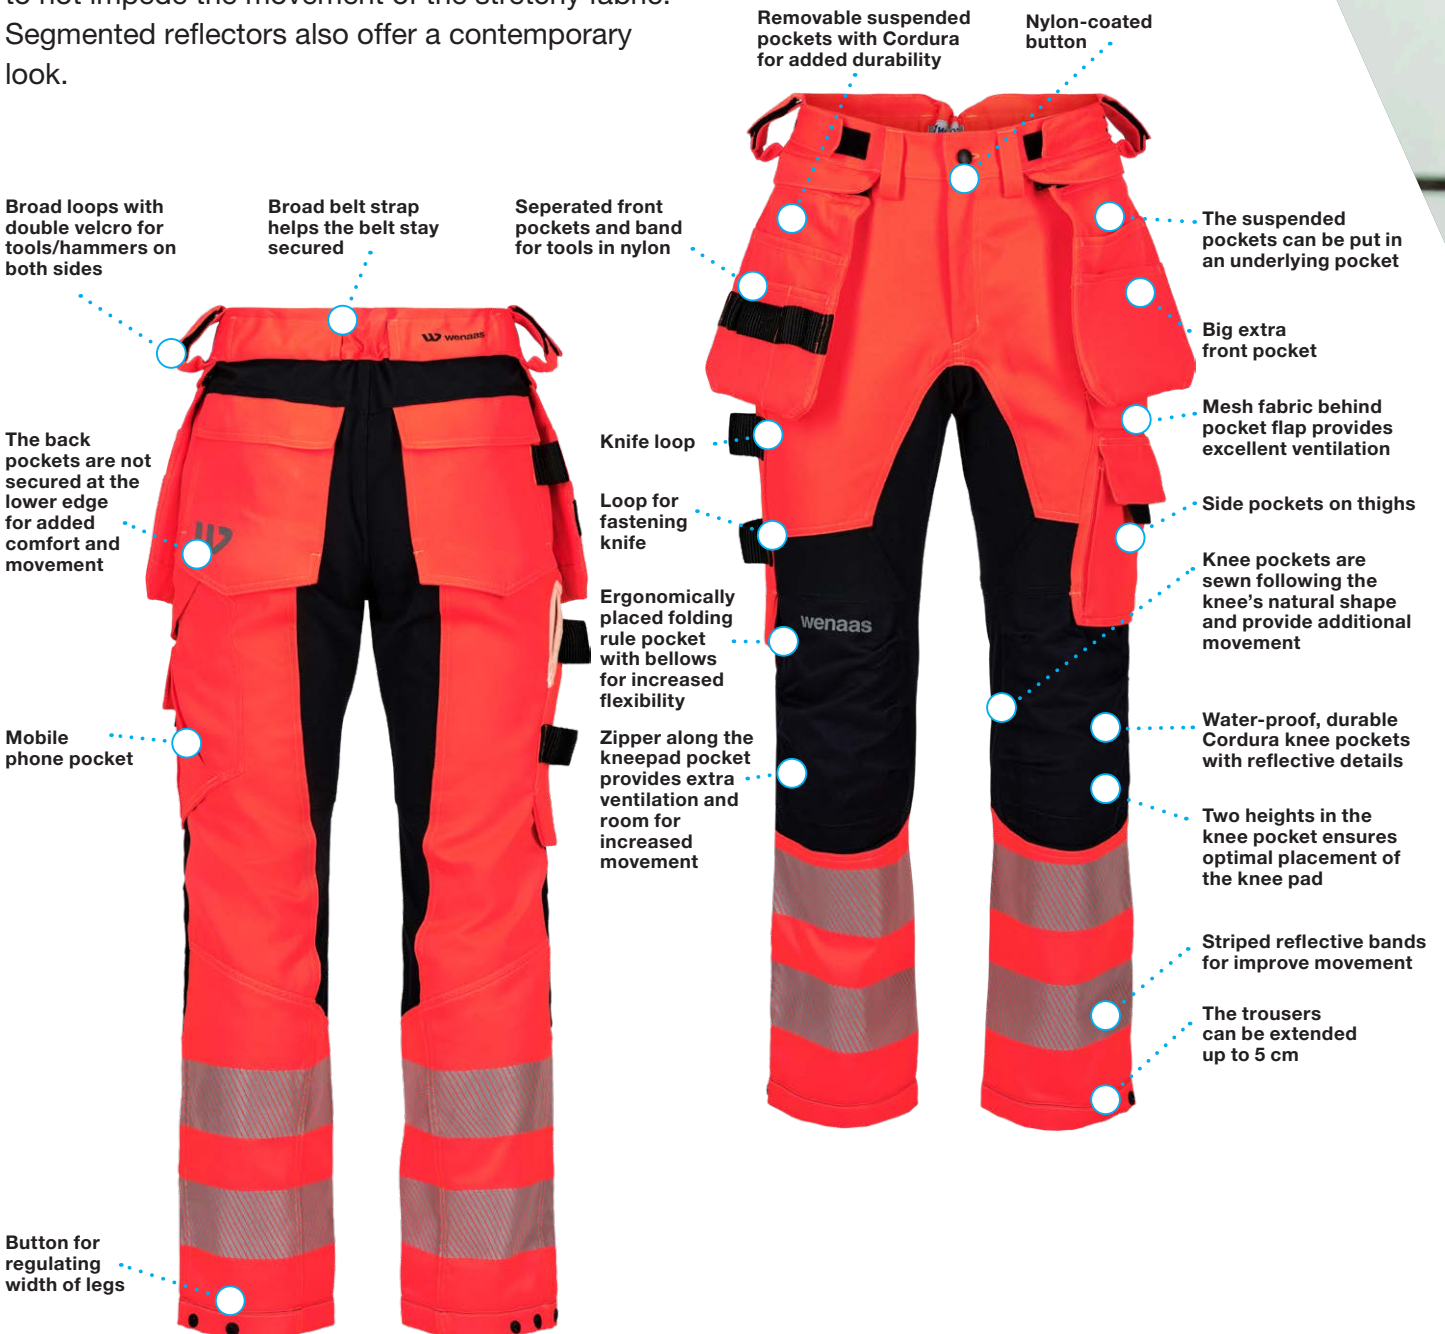 to not impede the movement of the stretchy fabric.
Segmented reflectors also offer a contemporary
look.
Removable suspended
pockets with Cordura
for added durability
Nylon-coated
button
Broad loops with
double velcro for
tools/hammers on
both sides
Broad belt strap
helps the belt stay
secured
Seperated front
pockets and band
for tools in nylon
The suspended
pockets can be put in
an underlying pocket
Big extra
front pocket
wenaas
The back
pockets are not
secured at the
lower edge
for added
comfort and
movement
Knife loop
Mesh fabric behind
pocket flap provides
excellent ventilation
Loop for
fastening
knife
Side pockets on thighs
Ergonomically
placed folding
rule pocket
with bellows
for increased
flexibility
wenaas
Knee pockets are
sewn following the
knee's natural shape
and provide additional
movement
Mobile
phone pocket
Zipper along the
kneepad pocket
provides extra
ventilation and
room for
increased
movement
Water-proof, durable
Cordura knee pockets
with reflective details
Two heights in the
knee pocket ensures
optimal placement of
the knee pad
Striped reflective bands
for improve movement
The trousers
can be extended
up to 5 cm
Button for
regulating
width of legs